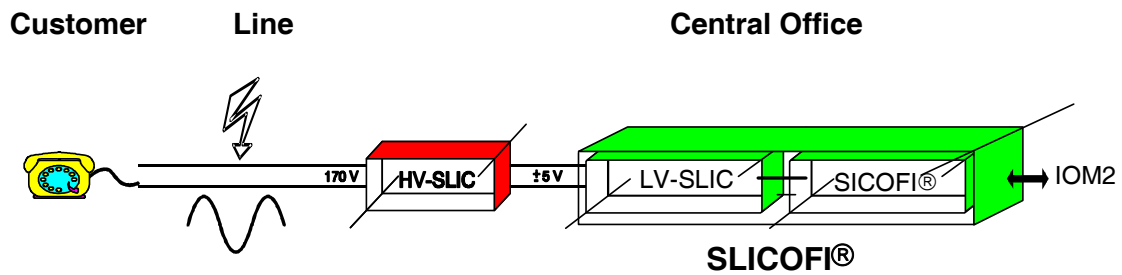 Customer Line Central Office
170 V HV-SLIC ±5 V LV-SLIC SICOFI® IOM2
SLICOFI®